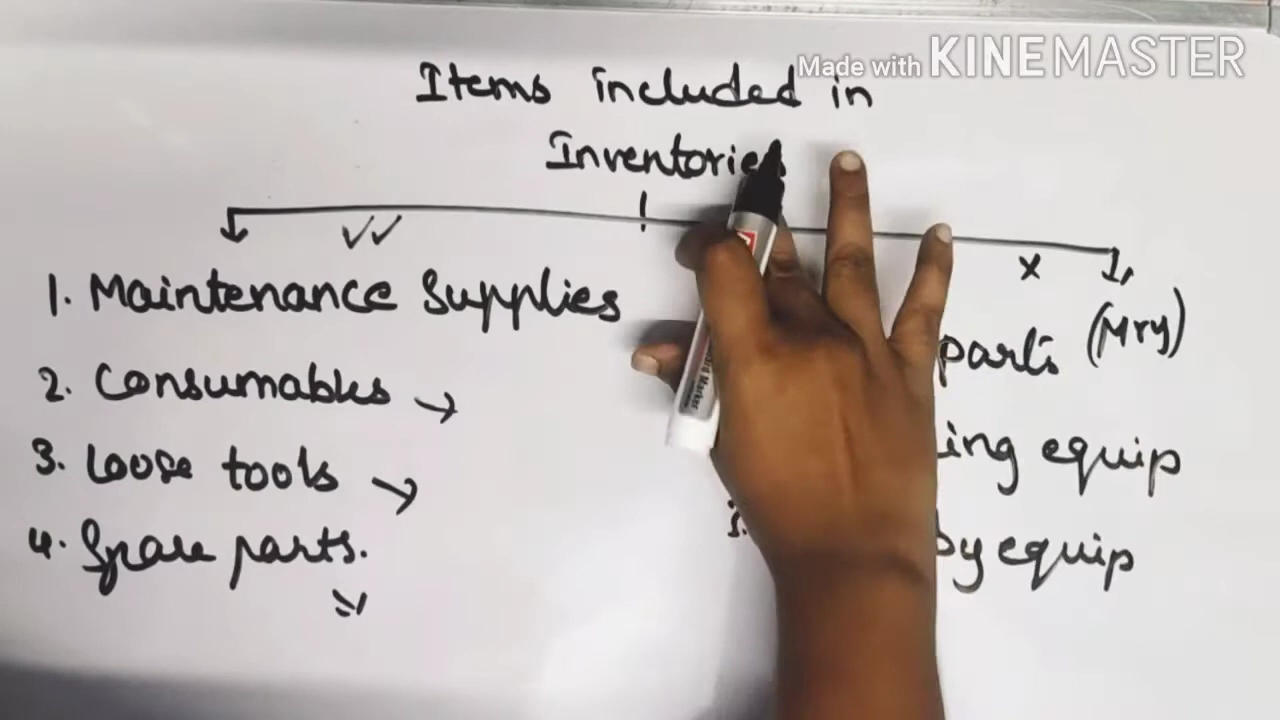 Made with KINEMASTER
Items included in
Inventories
1. Maintenance Supplies
2. Consumables
3. Loose tools
4. Spare parts.
parts (Mry)
ing equip
by equip